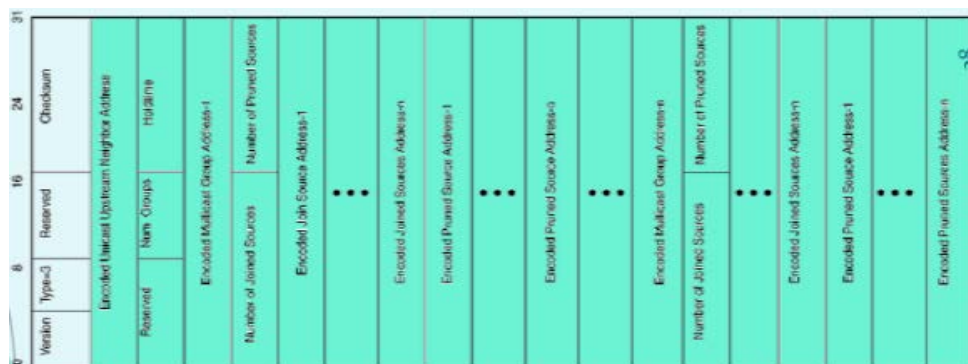 0 8 16 24 31
Version Type=3 Reserved Checksum
Encoded Unicast Upstream Neighbor Address
Reserved Num Groups Holdtime
Encoded Multicast Group Address-1
Number of Joined Sources Number of Pruned Sources
Encoded Join Source Address-1
Encoded Joined Sources Address-n
Encoded Pruned Source Address-1
Encoded Pruned Source Address-n
Encoded Multicast Group Address-n
Number of Joined Sources Number of Pruned Sources
Encoded Joined Sources Address-n
Encoded Pruned Source Address-1
Encoded Pruned Sources Address-n